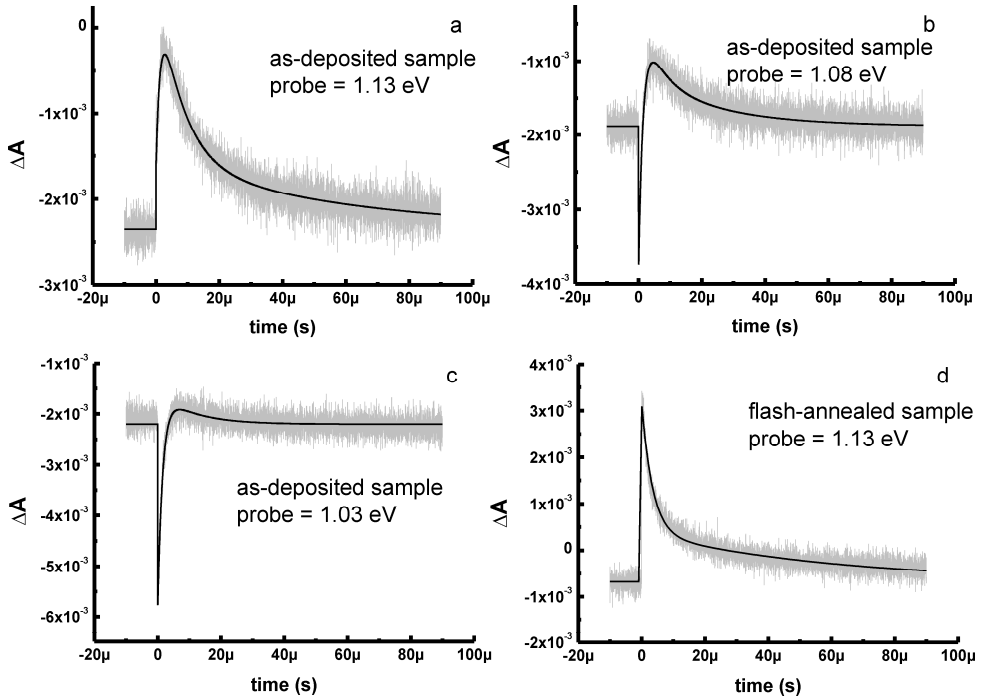 a
as-deposited sample
probe = 1.13 eV
ΔA
0
-1x10⁻³
-2x10⁻³
-3x10⁻³
-20µ 0 20µ 40µ 60µ 80µ 100µ
time (s)
b
as-deposited sample
probe = 1.08 eV
ΔA
-1x10⁻³
-2x10⁻³
-3x10⁻³
-4x10⁻³
-20µ 0 20µ 40µ 60µ 80µ 100µ
time (s)
c
as-deposited sample
probe = 1.03 eV
ΔA
-1x10⁻³
-2x10⁻³
-3x10⁻³
-4x10⁻³
-5x10⁻³
-6x10⁻³
-20µ 0 20µ 40µ 60µ 80µ 100µ
time (s)
d
flash-annealed sample
probe = 1.13 eV
ΔA
4x10⁻³
3x10⁻³
2x10⁻³
1x10⁻³
0
-1x10⁻³
-2x10⁻³
-20µ 0 20µ 40µ 60µ 80µ 100µ
time (s)